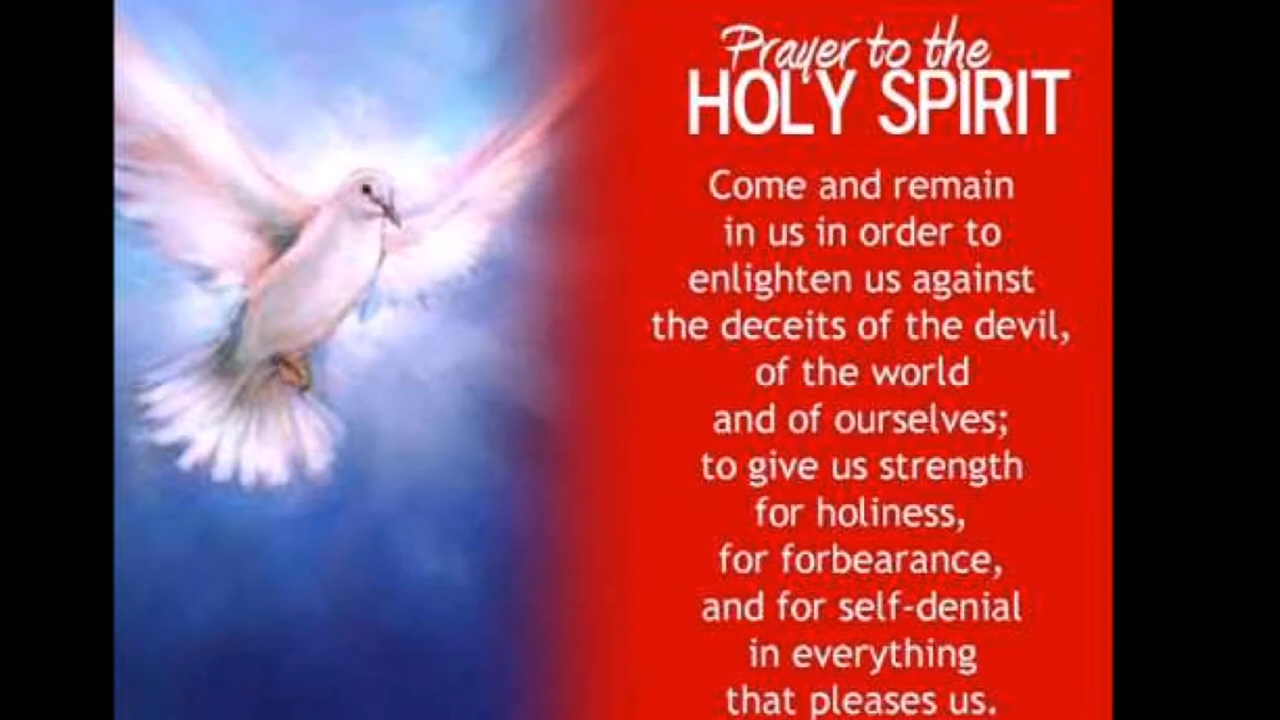 Prayer to the
HOLY SPIRIT
Come and remain
in us in order to
enlighten us against
the deceits of the devil,
of the world
and of ourselves;
to give us strength
for holiness,
for forbearance,
and for self-denial
in everything
that pleases us.